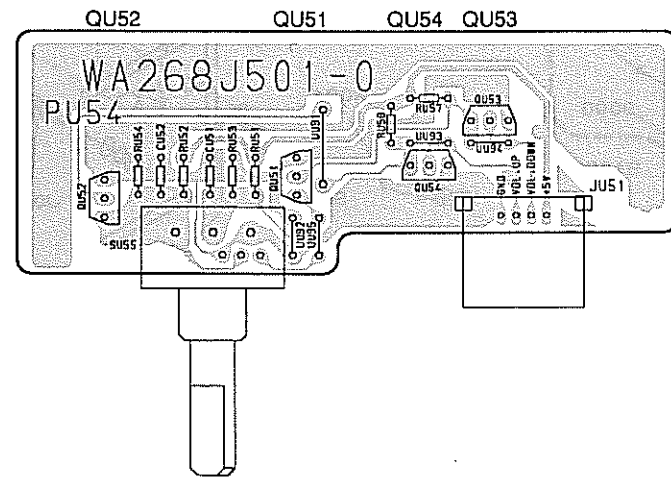 QU52 QU51 QU54 QU53
WA268J501-0
PU54
RU54
CU52
RU52
CU51
RU53
RU51
QU52
QU51
UU91
RU58
RU57
QU53
UU93
UU94
QU54
GND
VOL.UP
VOL.DOWN
+5V
JU51
SU55
UU92
UU95